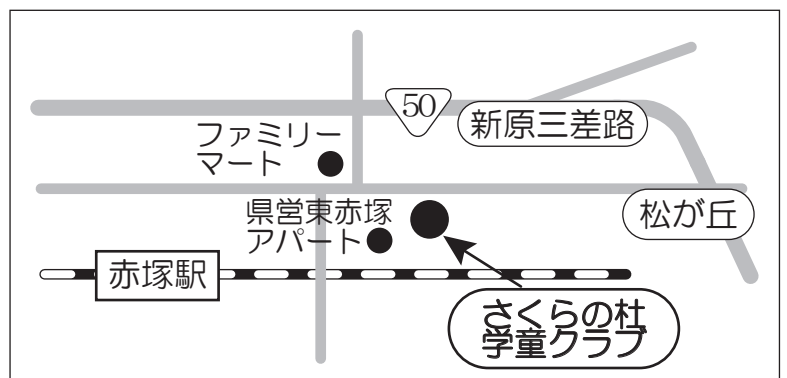 50
新原三差路
ファミリー
マート
県営東赤塚
アパート
松が丘
赤塚駅
さくらの杜
学童クラブ